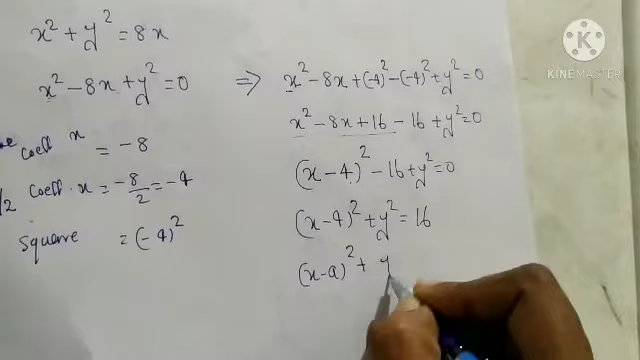 x² + y² = 8x
x² - 8x + y² = 0
coeff x = -8
1/2 coeff. x = -8/2 = -4
Square = (-4)²
⇒ x² - 8x + (-4)² - (-4)² + y² = 0
x² - 8x + 16 - 16 + y² = 0
(x - 4)² - 16 + y² = 0
(x - 4)² + y² = 16
(x - a)² + y
KINEMASTER